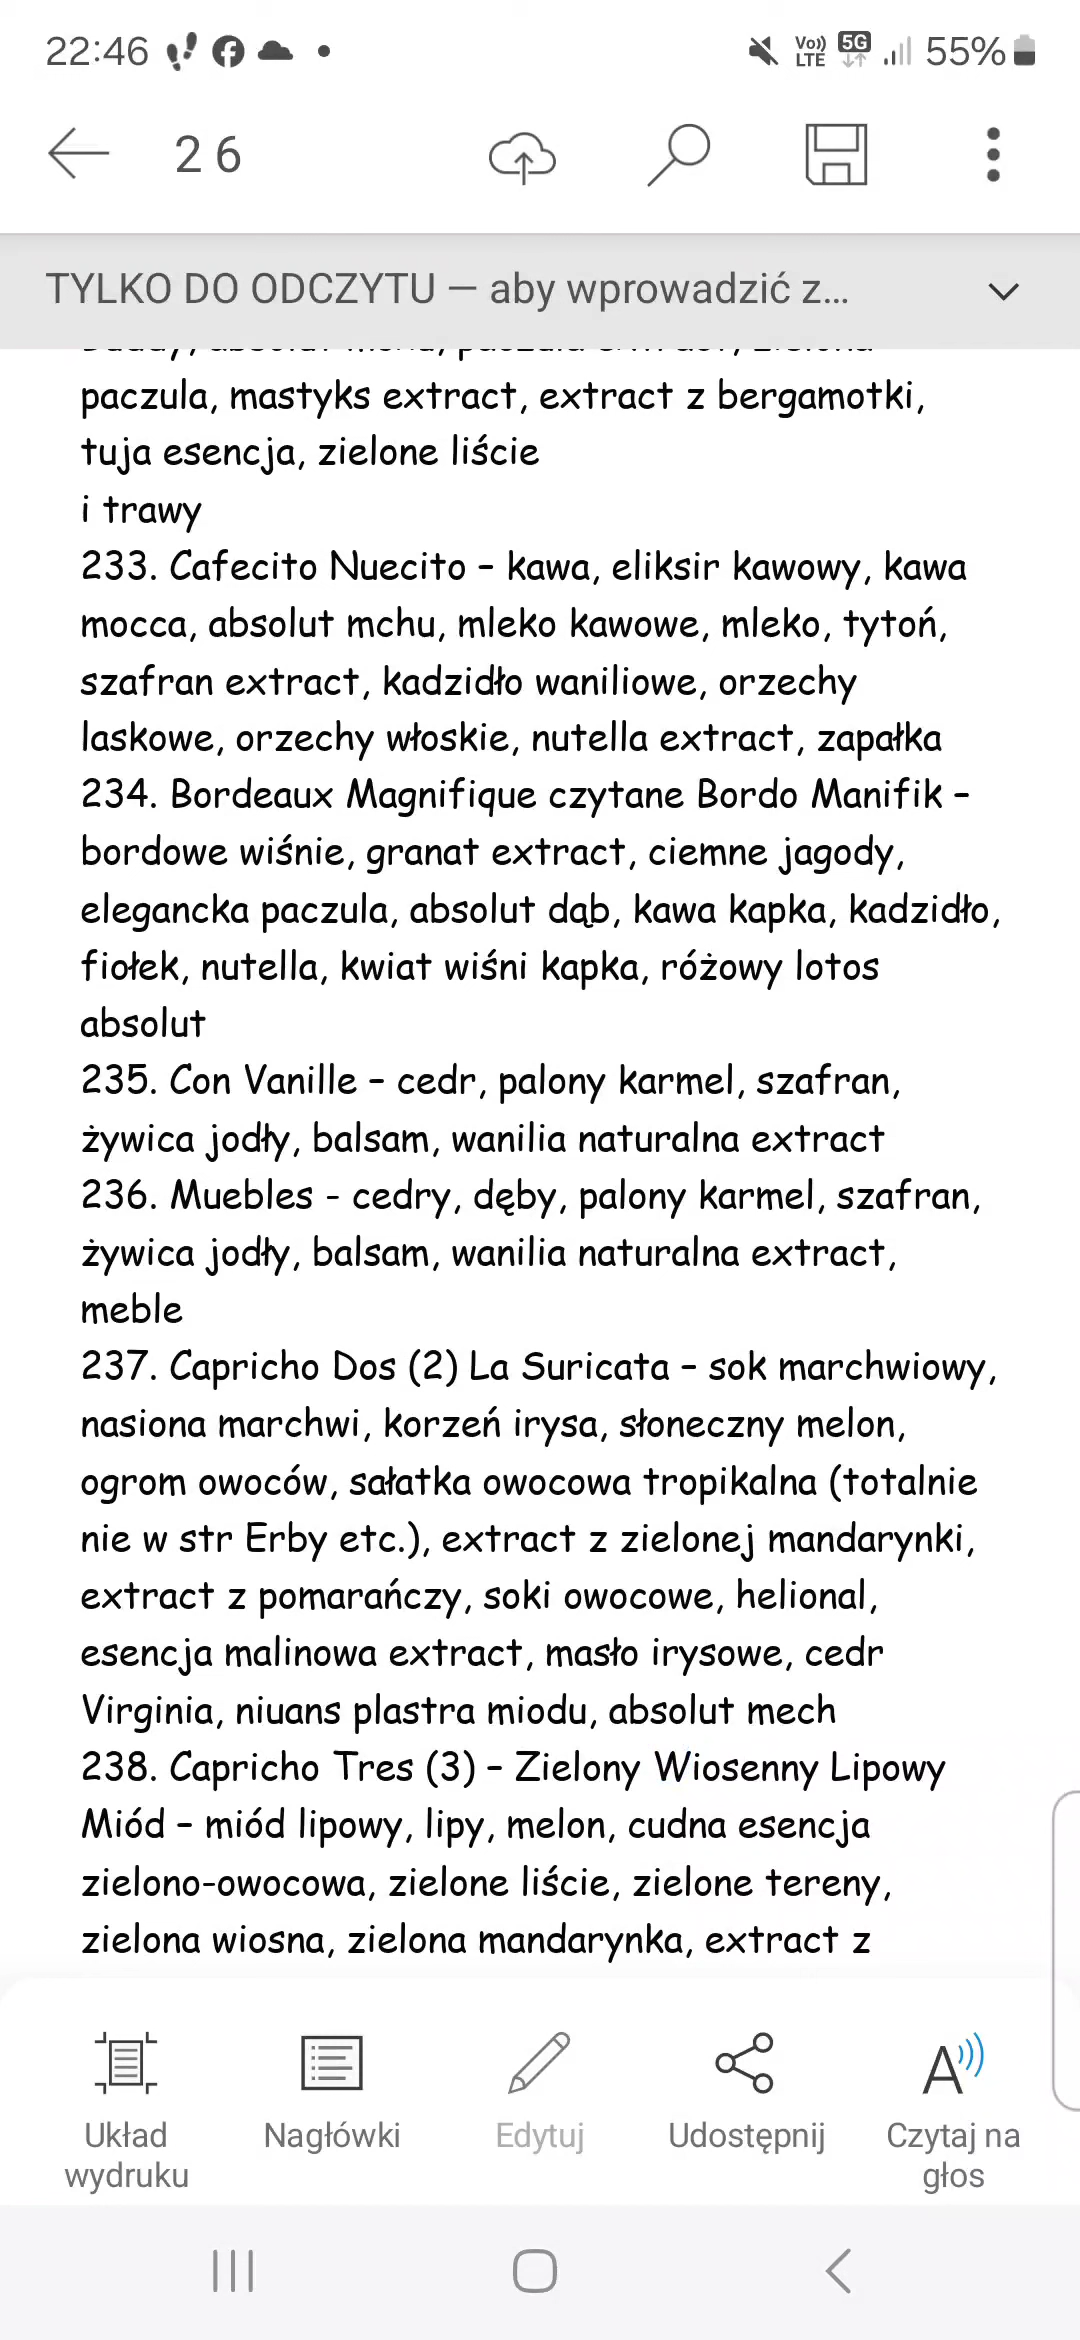 22:46
Vo)) LTE 5G 55%
2 6
TYLKO DO ODCZYTU — aby wprowadzić z...
paczula, mastyks extract, extract z bergamotki,
tuja esencja, zielone liście
i trawy
233. Cafecito Nuecito – kawa, eliksir kawowy, kawa
mocca, absolut mchu, mleko kawowe, mleko, tytoń,
szafran extract, kadzidło waniliowe, orzechy
laskowe, orzechy włoskie, nutella extract, zapałka
234. Bordeaux Magnifique czytane Bordo Manifik –
bordowe wiśnie, granat extract, ciemne jagody,
elegancka paczula, absolut dąb, kawa kapka, kadzidło,
fiołek, nutella, kwiat wiśni kapka, różowy lotos
absolut
235. Con Vanille – cedr, palony karmel, szafran,
żywica jodły, balsam, wanilia naturalna extract
236. Muebles - cedry, dęby, palony karmel, szafran,
żywica jodły, balsam, wanilia naturalna extract,
meble
237. Capricho Dos (2) La Suricata – sok marchwiowy,
nasiona marchwi, korzeń irysa, słoneczny melon,
ogrom owoców, sałatka owocowa tropikalna (totalnie
nie w str Erby etc.), extract z zielonej mandarynki,
extract z pomarańczy, soki owocowe, helional,
esencja malinowa extract, masło irysowe, cedr
Virginia, niuans plastra miodu, absolut mech
238. Capricho Tres (3) – Zielony Wiosenny Lipowy
Miód – miód lipowy, lipy, melon, cudna esencja
zielono-owocowa, zielone liście, zielone tereny,
zielona wiosna, zielona mandarynka, extract z
Układ wydruku
Nagłówki
Edytuj
Udostępnij
Czytaj na głos